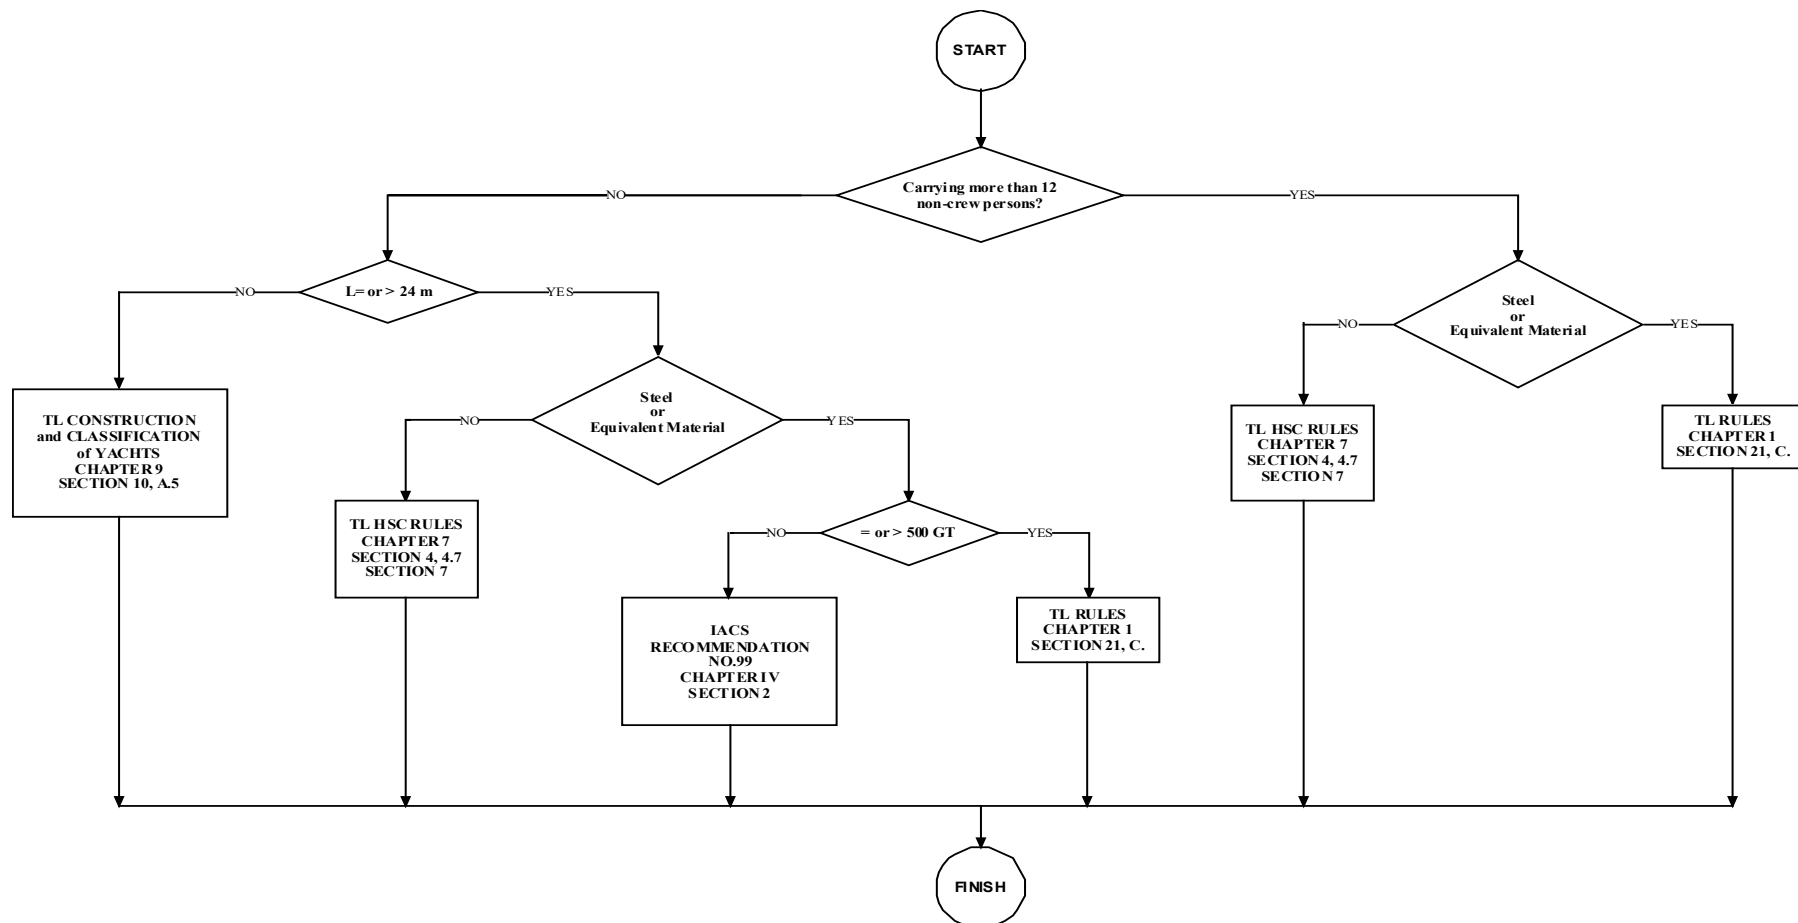 START
Carrying more than 12
non-crew persons?
NO
YES
L= or > 24 m
NO
YES
Steel
or
Equivalent Material
NO
YES
TL CONSTRUCTION
and CLASSIFICATION
of YACHTS
CHAPTER 9
SECTION 10, A.5
Steel
or
Equivalent Material
NO
YES
TL HSC RULES
CHAPTER 7
SECTION 4, 4.7
SECTION 7
TL RULES
CHAPTER 1
SECTION 21, C.
TL HSC RULES
CHAPTER 7
SECTION 4, 4.7
SECTION 7
= or > 500 GT
NO
YES
IACS
RECOMMENDATION
NO.99
CHAPTER IV
SECTION 2
TL RULES
CHAPTER 1
SECTION 21, C.
FINISH